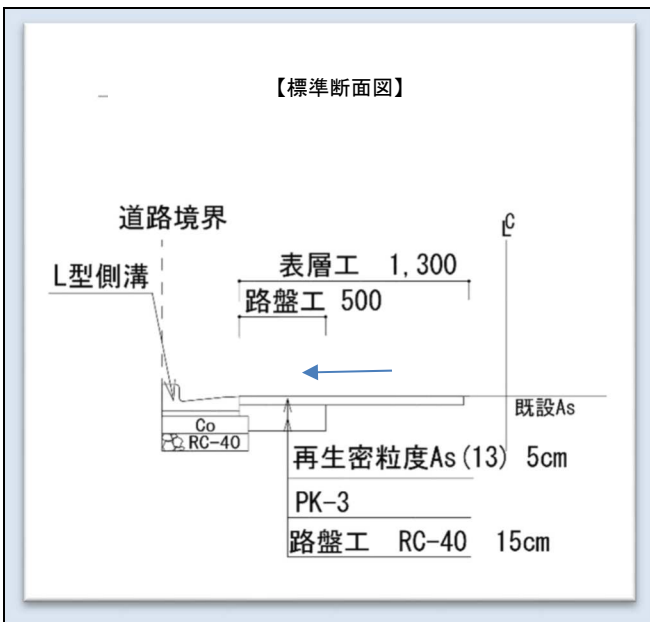 【標準断面図】
道路境界
℄
L型側溝
表層工 1,300
路盤工 500
既設As
Co
RC-40
再生密粒度As(13) 5cm
PK-3
路盤工 RC-40 15cm